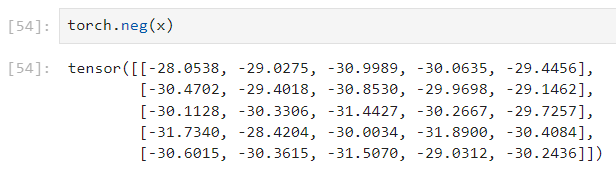 [54]: torch.neg(x)
[54]: tensor([[-28.0538, -29.0275, -30.9989, -30.0635, -29.4456],
[-30.4702, -29.4018, -30.8530, -29.9698, -29.1462],
[-30.1128, -30.3306, -31.4427, -30.2667, -29.7257],
[-31.7340, -28.4204, -30.0034, -31.8900, -30.4084],
[-30.6015, -30.3615, -31.5070, -29.0312, -30.2436]])